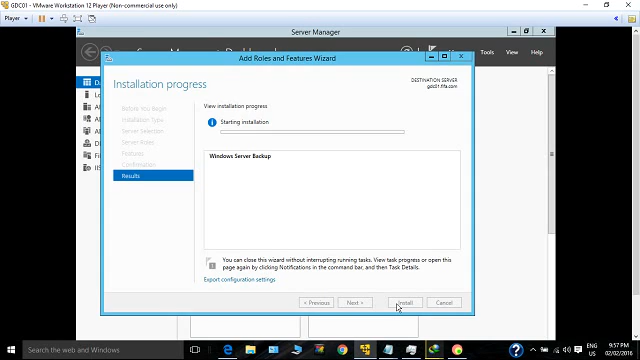 GDC01 - VMware Workstation 12 Player (Non-commercial use only)
Player
Server Manager
Tools View Help
Add Roles and Features Wizard
Installation progress
DESTINATION SERVER
gdc01.fifa.com
Before You Begin
Installation Type
Server Selection
Server Roles
Features
Confirmation
Results
View installation progress
Starting installation
Windows Server Backup
You can close this wizard without interrupting running tasks. View task progress or open this
page again by clicking Notifications in the command bar, and then Task Details.
Export configuration settings
< Previous Next > Install Cancel
Search the web and Windows
ENG
US
9:57 PM